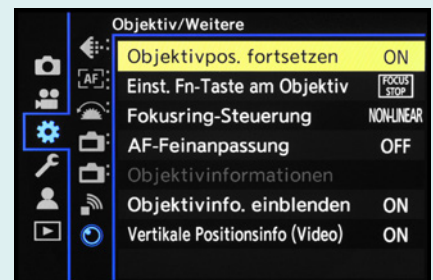 Objektiv/Weitere
Objektivpos. fortsetzen ON
AF Einst. Fn-Taste am Objektiv FOCUS STOP
Fokusring-Steuerung NON-LINEAR
AF-Feinanpassung OFF
Objektivinformationen
Objektivinfo. einblenden ON
Vertikale Positionsinfo (Video) ON